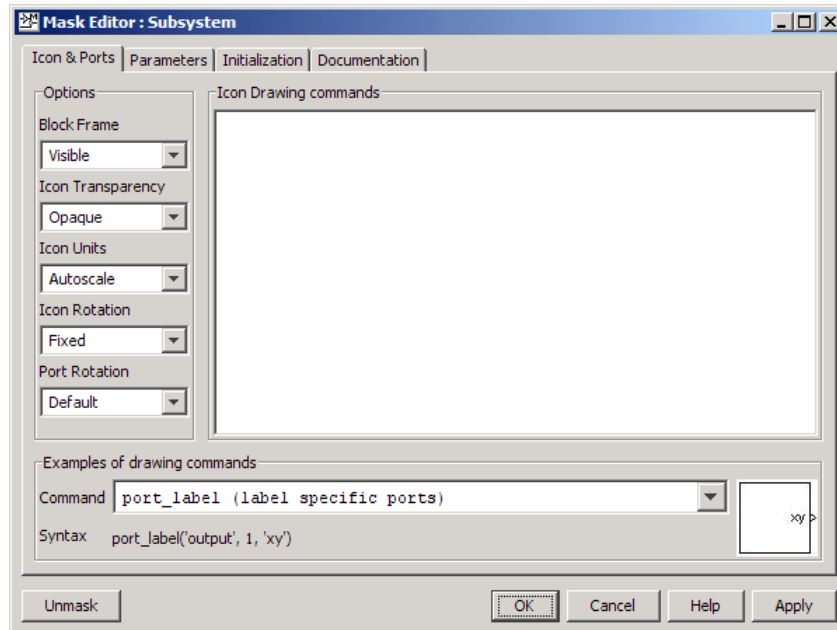 Mask Editor : Subsystem
Icon & Ports Parameters Initialization Documentation
Options
Block Frame
Visible
Icon Transparency
Opaque
Icon Units
Autoscale
Icon Rotation
Fixed
Port Rotation
Default
Icon Drawing commands
Examples of drawing commands
Command port_label (label specific ports)
xy >
Syntax port_label('output', 1, 'xy')
Unmask OK Cancel Help Apply